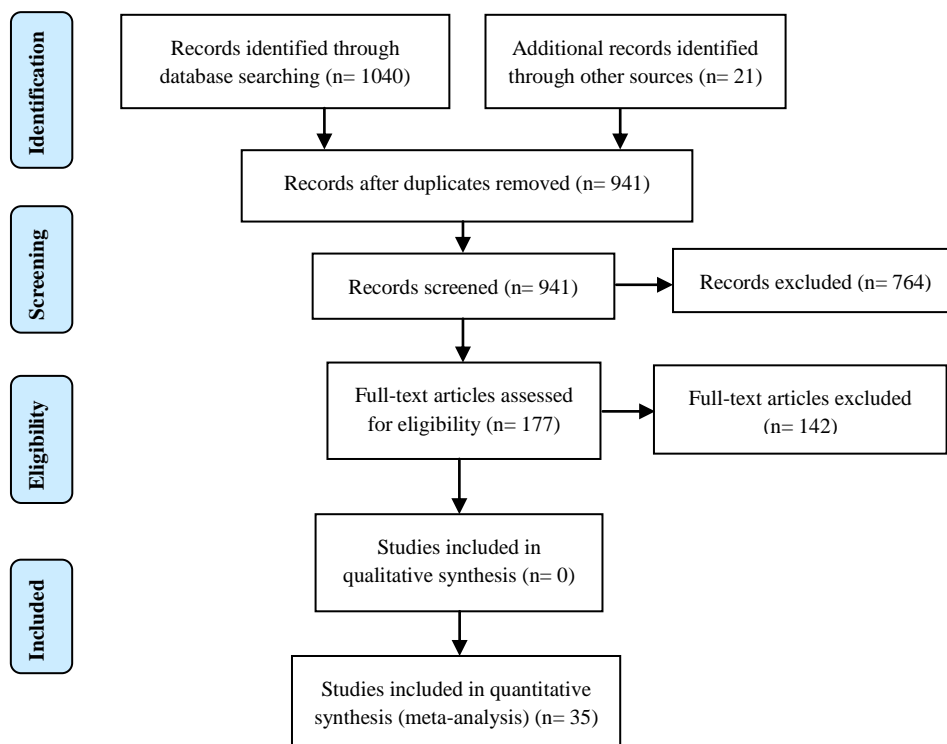 Identification
Records identified through
database searching (n= 1040)
Additional records identified
through other sources (n= 21)
Records after duplicates removed (n= 941)
Screening
Records screened (n= 941)
Records excluded (n= 764)
Eligibility
Full-text articles assessed
for eligibility (n= 177)
Full-text articles excluded
(n= 142)
Included
Studies included in
qualitative synthesis (n= 0)
Studies included in quantitative
synthesis (meta-analysis) (n= 35)